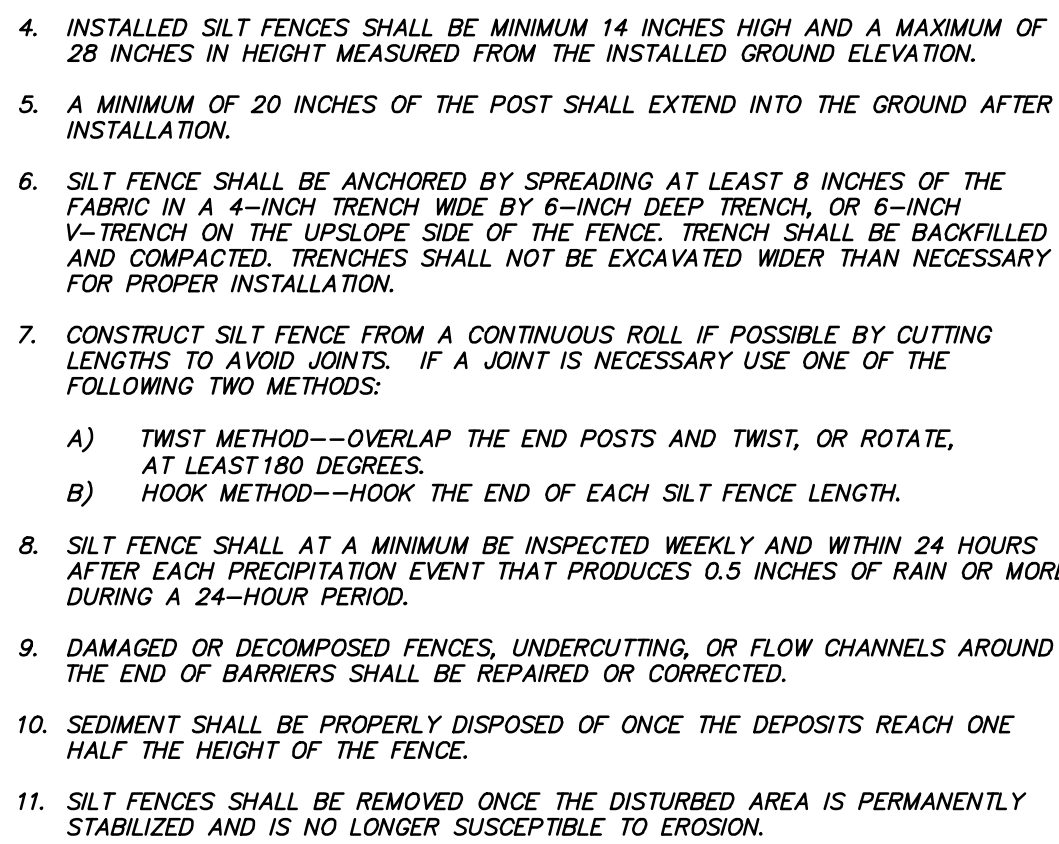 4. INSTALLED SILT FENCES SHALL BE MINIMUM 14 INCHES HIGH AND A MAXIMUM OF
28 INCHES IN HEIGHT MEASURED FROM THE INSTALLED GROUND ELEVATION.
5. A MINIMUM OF 20 INCHES OF THE POST SHALL EXTEND INTO THE GROUND AFTER
INSTALLATION.
6. SILT FENCE SHALL BE ANCHORED BY SPREADING AT LEAST 8 INCHES OF THE
FABRIC IN A 4-INCH TRENCH WIDE BY 6-INCH DEEP TRENCH, OR 6-INCH
V-TRENCH ON THE UPSLOPE SIDE OF THE FENCE. TRENCH SHALL BE BACKFILLED
AND COMPACTED. TRENCHES SHALL NOT BE EXCAVATED WIDER THAN NECESSARY
FOR PROPER INSTALLATION.
7. CONSTRUCT SILT FENCE FROM A CONTINUOUS ROLL IF POSSIBLE BY CUTTING
LENGTHS TO AVOID JOINTS. IF A JOINT IS NECESSARY USE ONE OF THE
FOLLOWING TWO METHODS:
A) TWIST METHOD--OVERLAP THE END POSTS AND TWIST, OR ROTATE,
AT LEAST 180 DEGREES.
B) HOOK METHOD--HOOK THE END OF EACH SILT FENCE LENGTH.
8. SILT FENCE SHALL AT A MINIMUM BE INSPECTED WEEKLY AND WITHIN 24 HOURS
AFTER EACH PRECIPITATION EVENT THAT PRODUCES 0.5 INCHES OF RAIN OR MORE
DURING A 24-HOUR PERIOD.
9. DAMAGED OR DECOMPOSED FENCES, UNDERCUTTING, OR FLOW CHANNELS AROUND
THE END OF BARRIERS SHALL BE REPAIRED OR CORRECTED.
10. SEDIMENT SHALL BE PROPERLY DISPOSED OF ONCE THE DEPOSITS REACH ONE
HALF THE HEIGHT OF THE FENCE.
11. SILT FENCES SHALL BE REMOVED ONCE THE DISTURBED AREA IS PERMANENTLY
STABILIZED AND IS NO LONGER SUSCEPTIBLE TO EROSION.